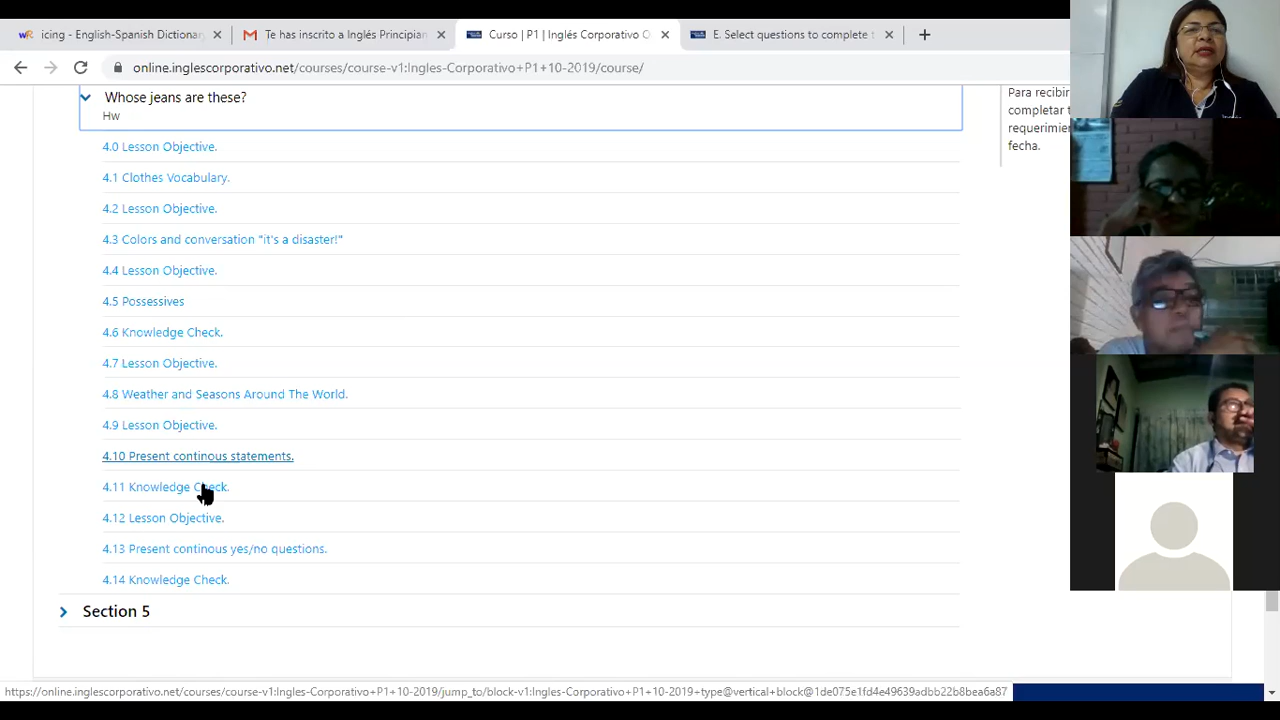 icing - English-Spanish Dictionary
Te has inscrito a Inglés Principian
Curso | P1 | Inglés Corporativo O
E. Select questions to complete t
online.inglescorporativo.net/courses/course-v1:Ingles-Corporativo+P1+10-2019/course/
Whose jeans are these?
Hw
Para recibir
completar t
requerimie
fecha.
4.0 Lesson Objective.
4.1 Clothes Vocabulary.
4.2 Lesson Objective.
4.3 Colors and conversation "it's a disaster!"
4.4 Lesson Objective.
4.5 Possessives
4.6 Knowledge Check.
4.7 Lesson Objective.
4.8 Weather and Seasons Around The World.
4.9 Lesson Objective.
4.10 Present continous statements.
4.11 Knowledge Check.
4.12 Lesson Objective.
4.13 Present continous yes/no questions.
4.14 Knowledge Check.
Section 5
https://online.inglescorporativo.net/courses/course-v1:Ingles-Corporativo+P1+10-2019/jump_to/block-v1:Ingles-Corporativo+P1+10-2019+type@vertical+block@1de075e1fd4e49639adbb22b8bea6a87